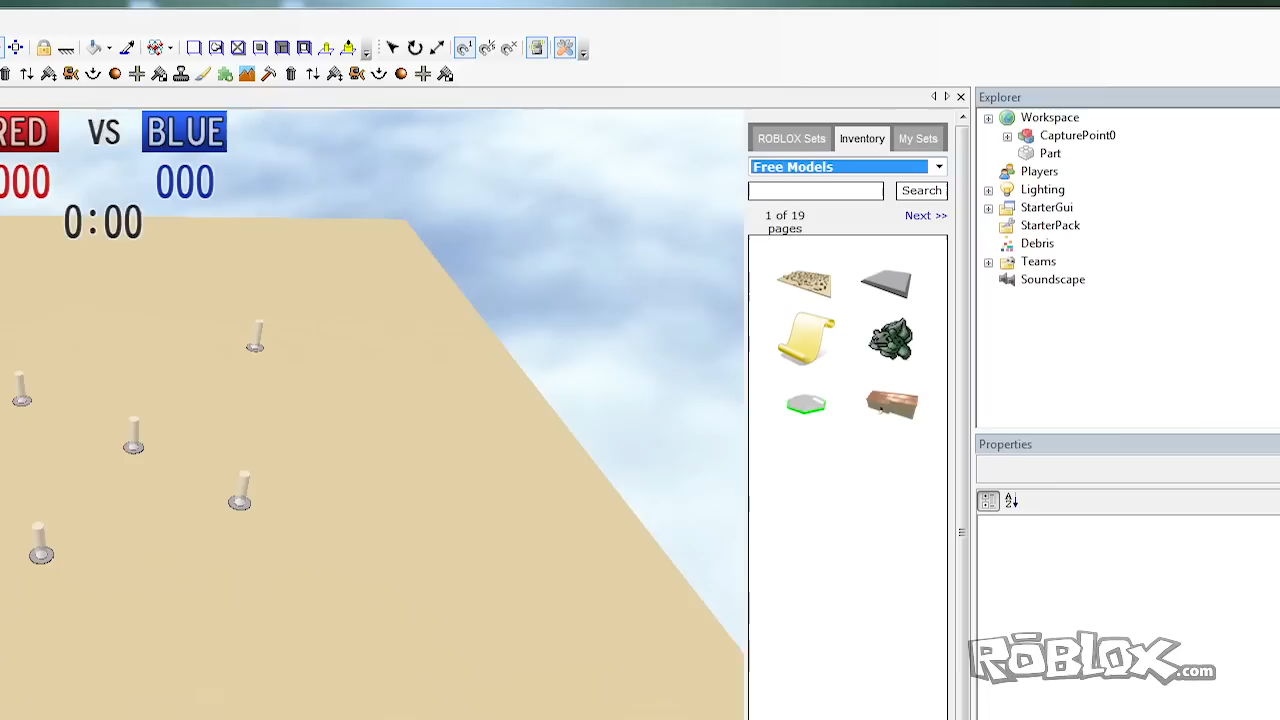 RED VS BLUE
000 000
0:00
ROBLOX Sets Inventory My Sets
Free Models
Search
1 of 19 pages
Next >>
Explorer
Workspace
CapturePoint0
Part
Players
Lighting
StarterGui
StarterPack
Debris
Teams
Soundscape
Properties
ROBLOX.com